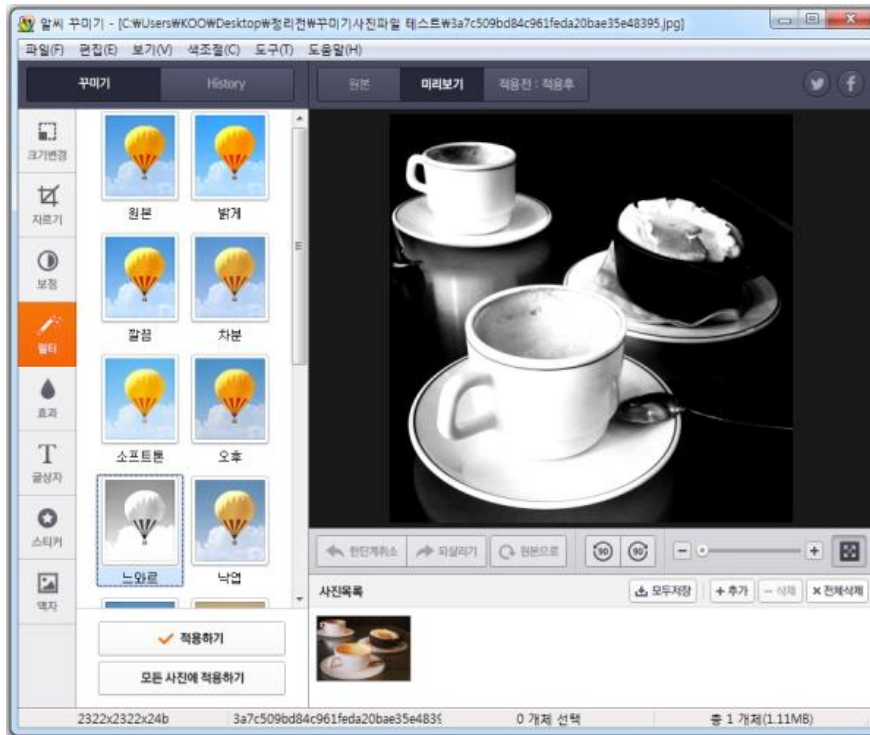 알씨 꾸미기 - [C:₩Users₩KOO₩Desktop₩정리전₩꾸미기사진파일 테스트₩3a7c509bd84c961feda20bae35e48395.jpg]
파일(F) 편집(E) 보기(V) 색조절(C) 도구(T) 도움말(H)
꾸미기 History 원본 미리보기 적용전 : 적용후
크기변경
자르기
보정
필터
효과
글상자
스티커
액자
원본 밝게
깔끔 차분
소프트톤 오후
느와르 낙엽
적용하기
모든 사진에 적용하기
한단계취소 되살리기 원본으로 90 90
사진목록 모두저장 + 추가 - 삭제 × 전체삭제
2322x2322x24b 3a7c509bd84c961feda20bae35e4839 0 개체 선택 총 1 개체(1.11MB)